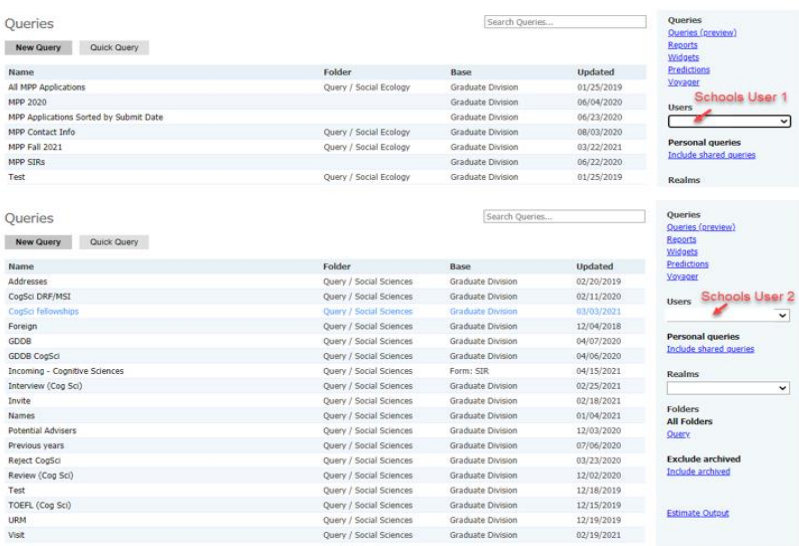 Queries
Search Queries...
New Query Quick Query
Name Folder Base Updated
All MPP Applications Query / Social Ecology Graduate Division 01/25/2019
MPP 2020 Graduate Division 06/04/2020
MPP Applications Sorted by Submit Date Graduate Division 06/23/2020
MPP Contact Info Query / Social Ecology Graduate Division 08/03/2020
MPP Fall 2021 Query / Social Ecology Graduate Division 03/22/2021
MPP SIRs Graduate Division 06/22/2020
Test Query / Social Ecology Graduate Division 01/25/2019
Queries
Queries (preview)
Reports
Widgets
Predictions
Voyager
Schools User 1
Users
Personal queries
Include shared queries
Realms
Queries
Search Queries...
New Query Quick Query
Name Folder Base Updated
Addresses Query / Social Sciences Graduate Division 02/20/2019
CogSci DRF/MSI Query / Social Sciences Graduate Division 02/11/2020
CogSci fellowships Query / Social Sciences Graduate Division 03/03/2021
Foreign Query / Social Sciences Graduate Division 12/04/2018
GDDB Query / Social Sciences Graduate Division 04/07/2020
GDDB CogSci Query / Social Sciences Graduate Division 04/06/2020
Incoming - Cognitive Sciences Query / Social Sciences Form: SIR 04/15/2021
Interview (Cog Sci) Query / Social Sciences Graduate Division 02/25/2021
Invite Query / Social Sciences Graduate Division 02/18/2021
Names Query / Social Sciences Graduate Division 01/04/2021
Potential Advisers Query / Social Sciences Graduate Division 12/03/2020
Previous years Query / Social Sciences Graduate Division 07/06/2020
Reject CogSci Query / Social Sciences Graduate Division 03/23/2020
Review (Cog Sci) Query / Social Sciences Graduate Division 12/02/2020
Test Query / Social Sciences Graduate Division 12/18/2019
TOEFL (Cog Sci) Query / Social Sciences Graduate Division 12/15/2019
URM Query / Social Sciences Graduate Division 12/19/2019
Visit Query / Social Sciences Graduate Division 02/19/2021
Queries
Queries (preview)
Reports
Widgets
Predictions
Voyager
Users Schools User 2
Personal queries
Include shared queries
Realms
Folders
All Folders
Query
Exclude archived
Include archived
Estimate Output